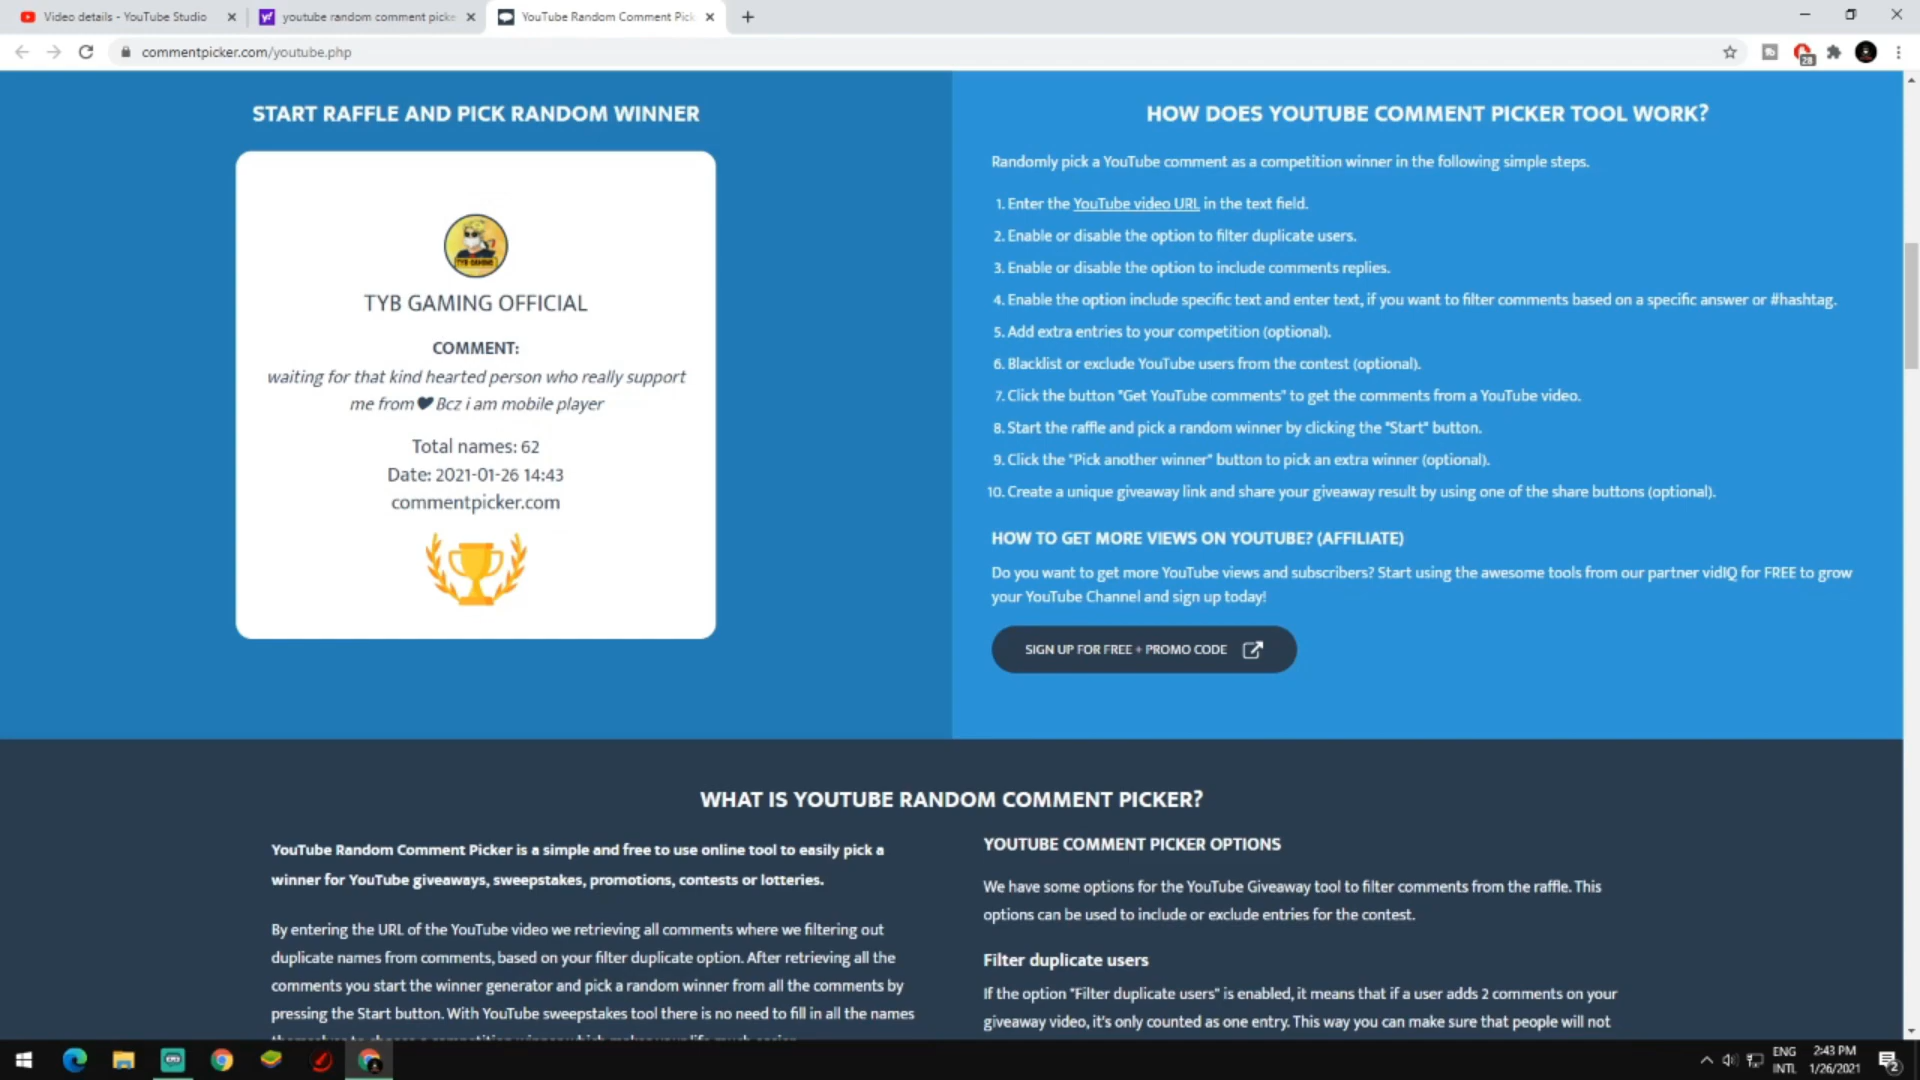 Video details - YouTube Studio
youtube random comment picke
YouTube Random Comment Pick
commentpicker.com/youtube.php
28
START RAFFLE AND PICK RANDOM WINNER
TYB GAMING
TYB GAMING OFFICIAL
COMMENT:
waiting for that kind hearted person who really support
me from🖤 Bcz i am mobile player
Total names: 62
Date: 2021-01-26 14:43
commentpicker.com
HOW DOES YOUTUBE COMMENT PICKER TOOL WORK?
Randomly pick a YouTube comment as a competition winner in the following simple steps.
1. Enter the YouTube video URL in the text field.
2. Enable or disable the option to filter duplicate users.
3. Enable or disable the option to include comments replies.
4. Enable the option include specific text and enter text, if you want to filter comments based on a specific answer or #hashtag.
5. Add extra entries to your competition (optional).
6. Blacklist or exclude YouTube users from the contest (optional).
7. Click the button "Get YouTube comments" to get the comments from a YouTube video.
8. Start the raffle and pick a random winner by clicking the "Start" button.
9. Click the "Pick another winner" button to pick an extra winner (optional).
10. Create a unique giveaway link and share your giveaway result by using one of the share buttons (optional).
HOW TO GET MORE VIEWS ON YOUTUBE? (AFFILIATE)
Do you want to get more YouTube views and subscribers? Start using the awesome tools from our partner vidIQ for FREE to grow
your YouTube Channel and sign up today!
SIGN UP FOR FREE + PROMO CODE
WHAT IS YOUTUBE RANDOM COMMENT PICKER?
YouTube Random Comment Picker is a simple and free to use online tool to easily pick a
winner for YouTube giveaways, sweepstakes, promotions, contests or lotteries.
By entering the URL of the YouTube video we retrieving all comments where we filtering out
duplicate names from comments, based on your filter duplicate option. After retrieving all the
comments you start the winner generator and pick a random winner from all the comments by
pressing the Start button. With YouTube sweepstakes tool there is no need to fill in all the names
YOUTUBE COMMENT PICKER OPTIONS
We have some options for the YouTube Giveaway tool to filter comments from the raffle. This
options can be used to include or exclude entries for the contest.
Filter duplicate users
If the option "Filter duplicate users" is enabled, it means that if a user adds 2 comments on your
giveaway video, it's only counted as one entry. This way you can make sure that people will not
ENG
INTL
2:43 PM
1/26/2021
2